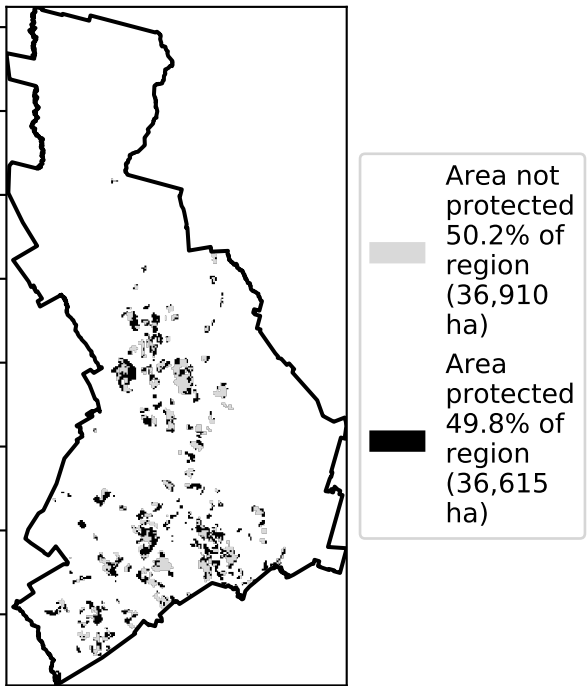 Area not
protected
50.2% of
region
(36,910
ha)
Area
protected
49.8% of
region
(36,615
ha)